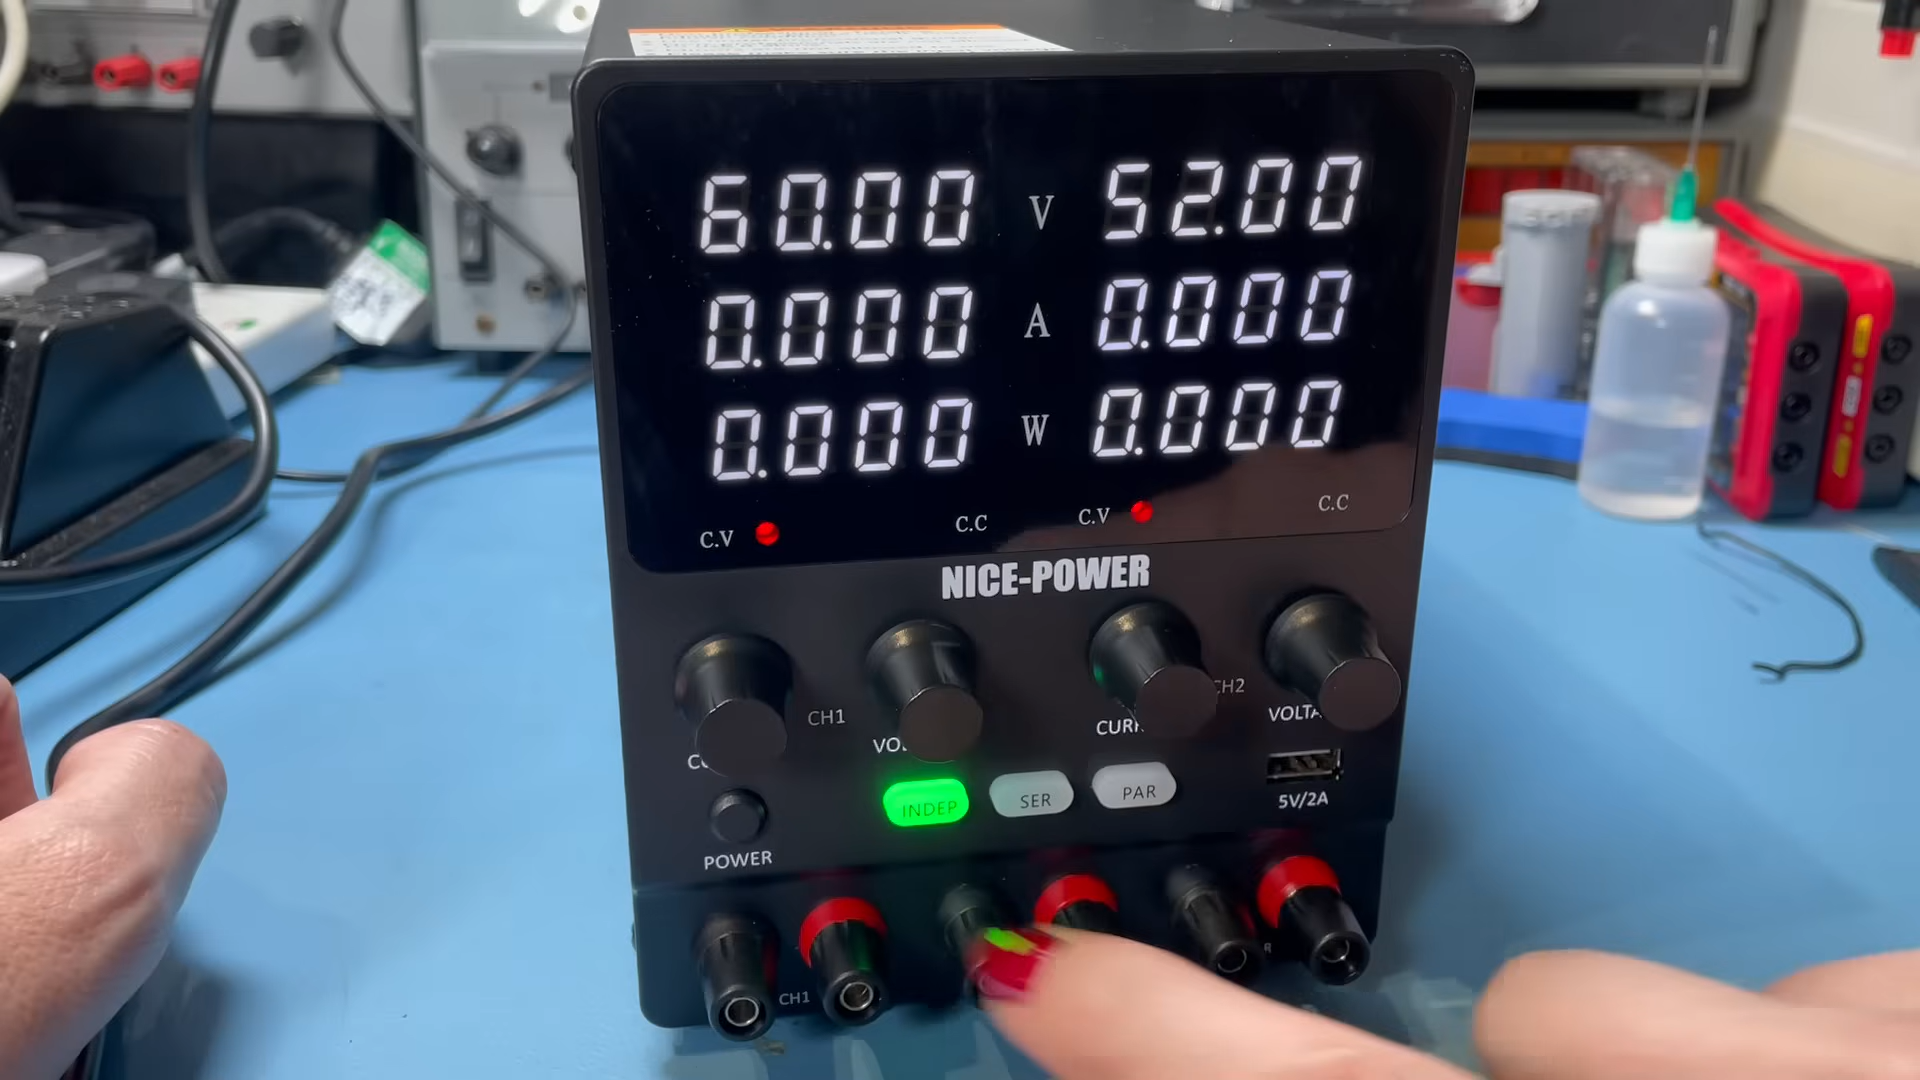 60.00 V 52.00
0.000 A 0.000
0.000 W 0.000
C.V C.C C.V C.C
NICE-POWER
CH1 CH2
INDEP SER PAR
5V/2A
POWER
CH1